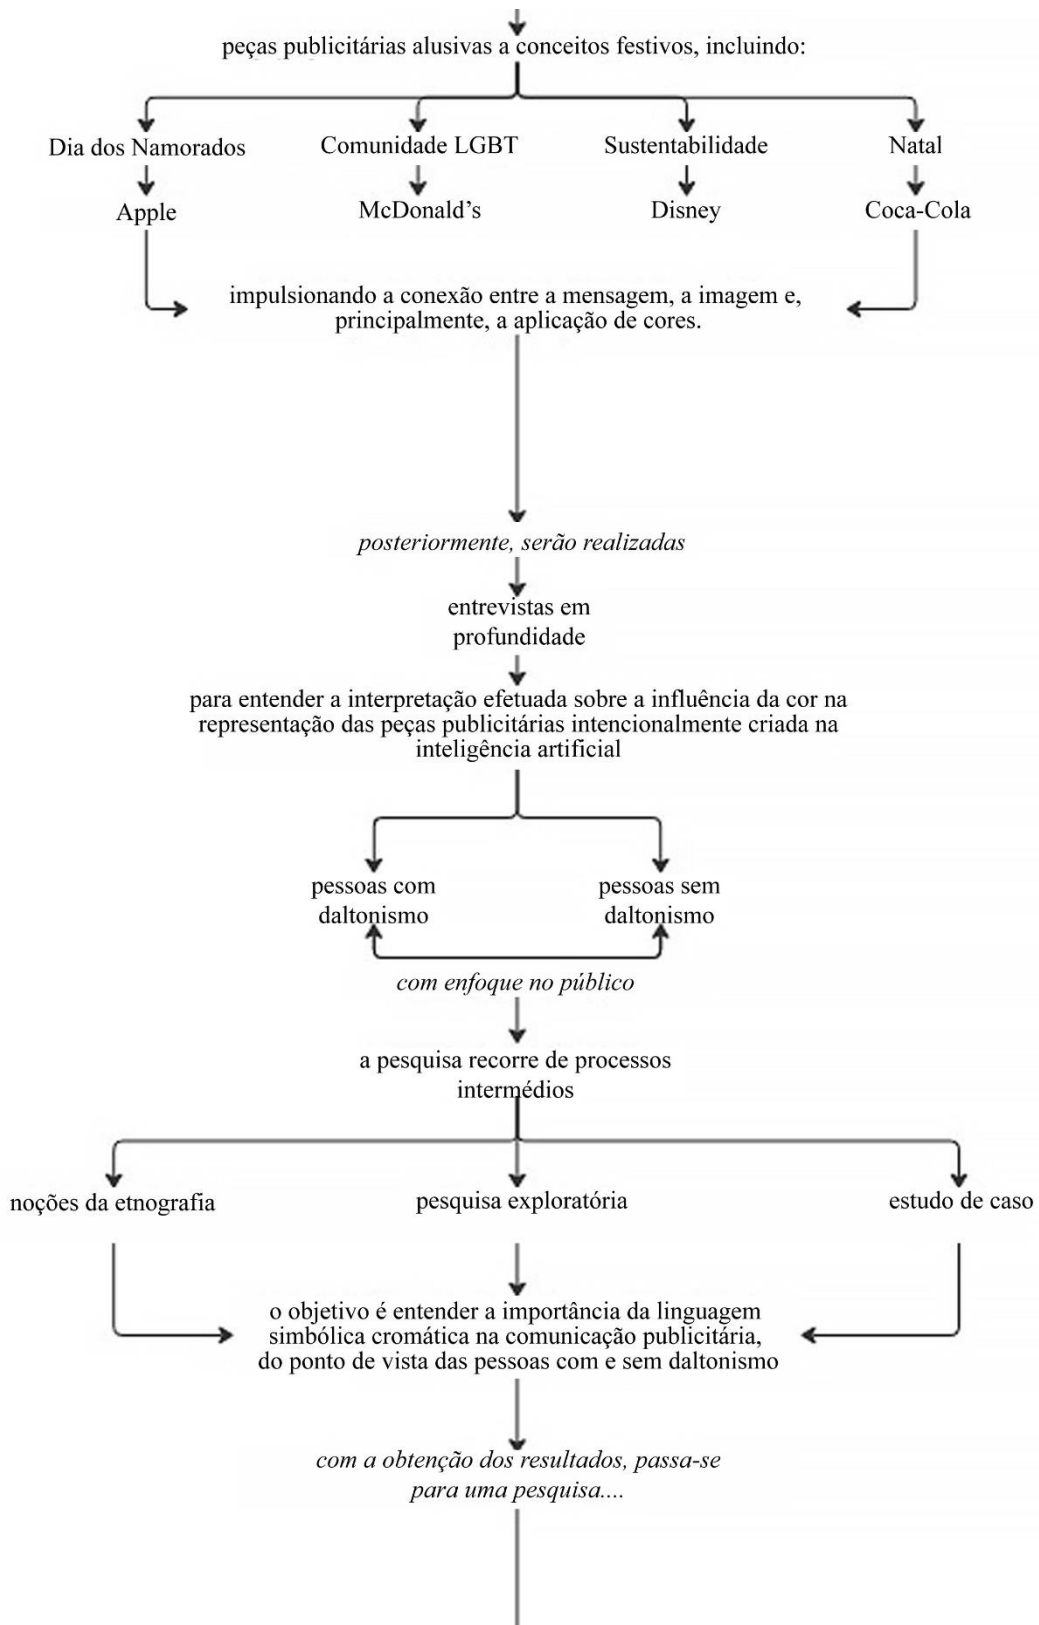 peças publicitárias alusivas a conceitos festivos, incluindo:
Dia dos Namorados
Comunidade LGBT
Sustentabilidade
Natal
Apple
McDonald’s
Disney
Coca-Cola
impulsionando a conexão entre a mensagem, a imagem e,
principalmente, a aplicação de cores.
posteriormente, serão realizadas
entrevistas em
profundidade
para entender a interpretação efetuada sobre a influência da cor na
representação das peças publicitárias intencionalmente criada na
inteligência artificial
pessoas com
daltonismo
pessoas sem
daltonismo
com enfoque no público
a pesquisa recorre de processos
intermédios
noções da etnografia
pesquisa exploratória
estudo de caso
o objetivo é entender a importância da linguagem
simbólica cromática na comunicação publicitária,
do ponto de vista das pessoas com e sem daltonismo
com a obtenção dos resultados, passa-se
para uma pesquisa....